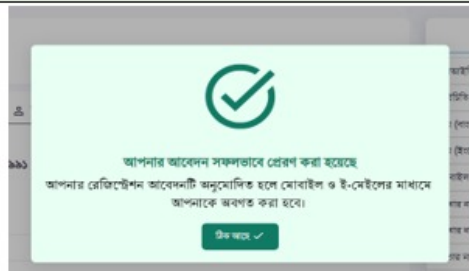 আপনার আবেদন সফলভাবে প্রেরণ করা হয়েছে
আপনার রেজিস্ট্রেশন আবেদনটি অনুমোদিত হলে মোবাইল ও ই-মেইলের মাধ্যমে
আপনাকে অবগত করা হবে।
ঠিক আছে ✓